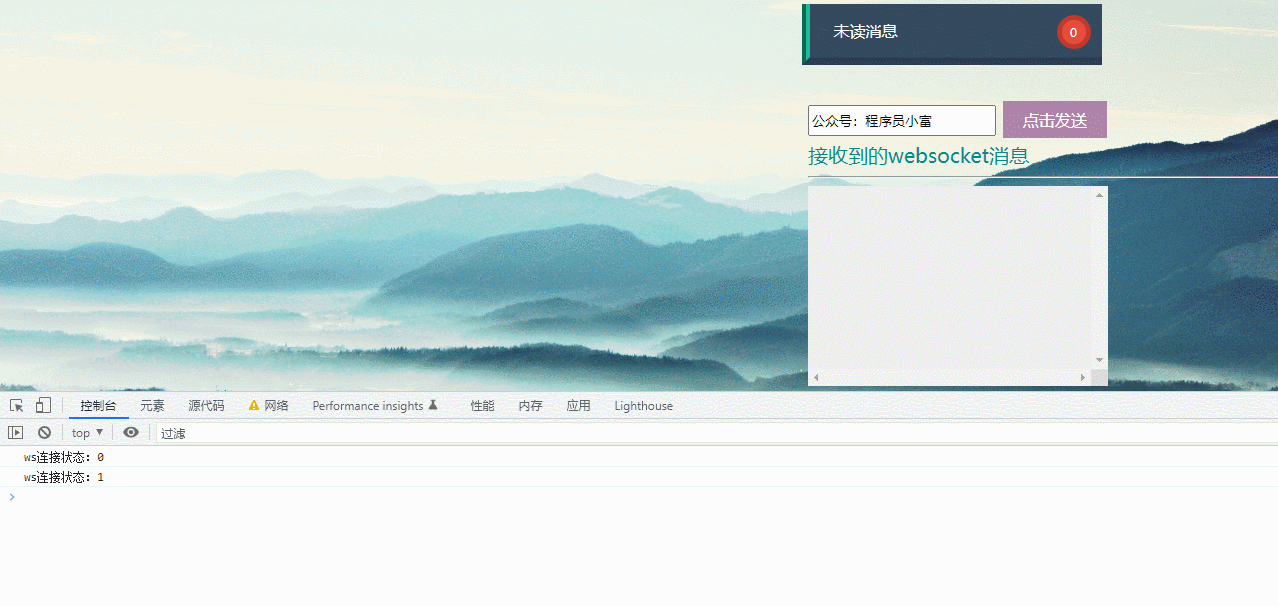 未读消息 0
公众号：程序员小富 点击发送
接收到的websocket消息
控制台 元素 源代码 网络 Performance insights 性能 内存 应用 Lighthouse
top 过滤
ws连接状态：0
ws连接状态：1